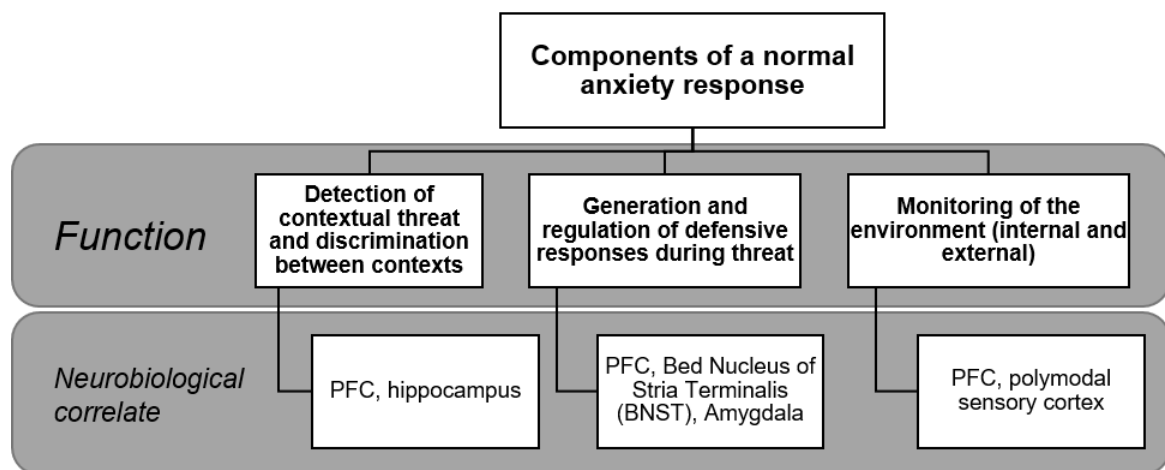 Components of a normal
anxiety response
Function
Detection of
contextual threat
and discrimination
between contexts
Generation and
regulation of defensive
responses during threat
Monitoring of the
environment (internal and
external)
Neurobiological
correlate
PFC, hippocampus
PFC, Bed Nucleus of
Stria Terminalis
(BNST), Amygdala
PFC, polymodal
sensory cortex